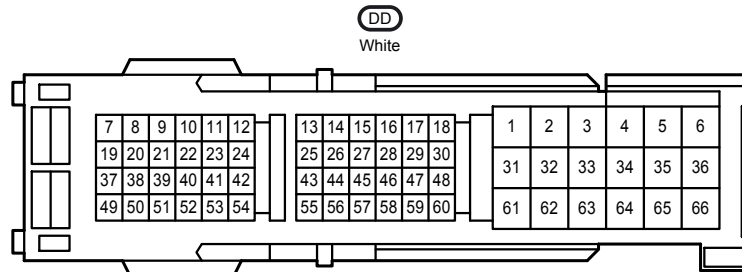 DD
White
7 8 9 10 11 12 13 14 15 16 17 18 1 2 3 4 5 6
19 20 21 22 23 24 25 26 27 28 29 30 31 32 33 34 35 36
37 38 39 40 41 42 43 44 45 46 47 48
49 50 51 52 53 54 55 56 57 58 59 60 61 62 63 64 65 66